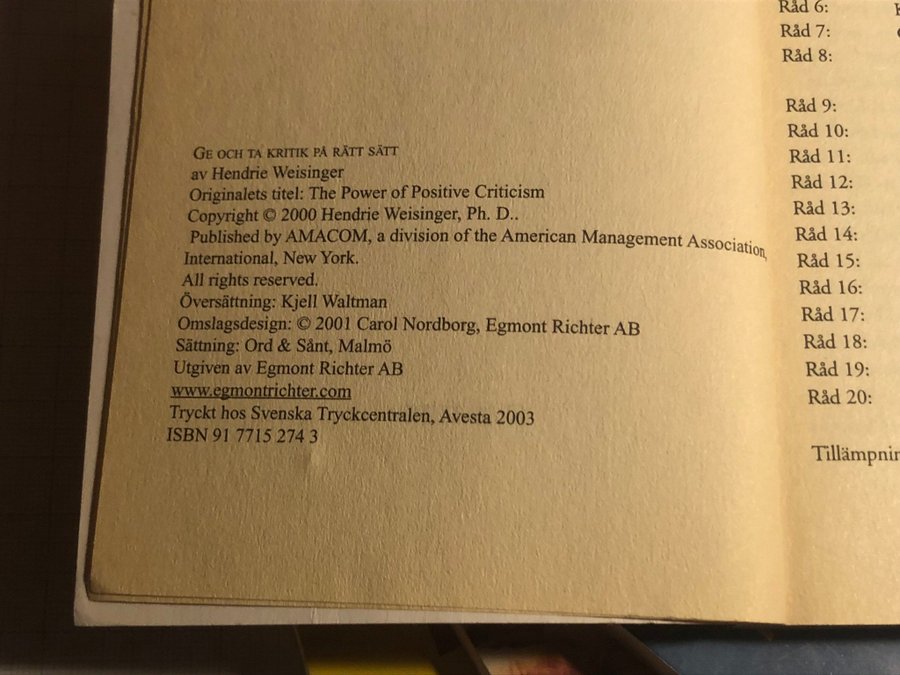 GE OCH TA KRITIK PÅ RÄTT SÄTT
av Hendrie Weisinger
Originalets titel: The Power of Positive Criticism
Copyright © 2000 Hendrie Weisinger, Ph. D..
Published by AMACOM, a division of the American Management Association,
International, New York.
All rights reserved.
Översättning: Kjell Waltman
Omslagsdesign: © 2001 Carol Nordborg, Egmont Richter AB
Sättning: Ord & Sånt, Malmö
Utgiven av Egmont Richter AB
www.egmontrichter.com
Tryckt hos Svenska Tryckcentralen, Avesta 2003
ISBN 91 7715 274 3
Råd 6:
Råd 7:
Råd 8:
Råd 9:
Råd 10:
Råd 11:
Råd 12:
Råd 13:
Råd 14:
Råd 15:
Råd 16:
Råd 17:
Råd 18:
Råd 19:
Råd 20: